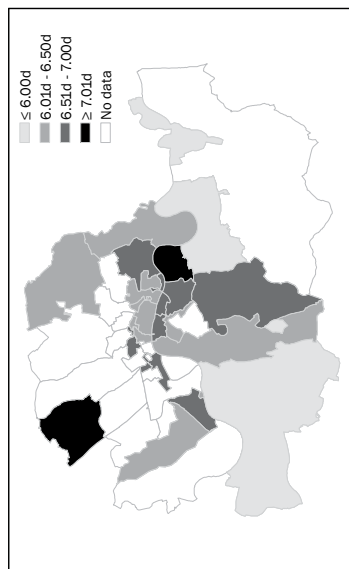 ≤ 6.00d
6.01d - 6.50d
6.51d - 7.00d
≥ 7.01d
No data